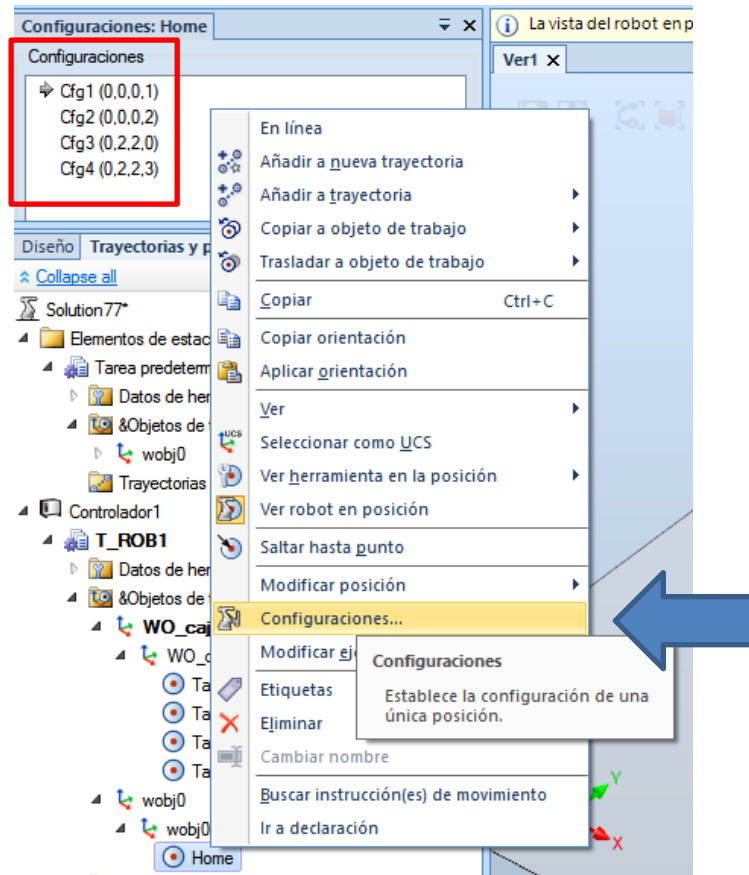 Configuraciones: Home
Configuraciones
Cfg1 (0,0,0,1)
Cfg2 (0,0,0,2)
Cfg3 (0,2,2,0)
Cfg4 (0,2,2,3)
La vista del robot en p
Ver1
En línea
Añadir a nueva trayectoria
Añadir a trayectoria
Copiar a objeto de trabajo
Trasladar a objeto de trabajo
Copiar Ctrl+C
Copiar orientación
Aplicar orientación
Ver
UCS Seleccionar como UCS
Ver herramienta en la posición
Ver robot en posición
Saltar hasta punto
Modificar posición
Configuraciones...
Modificar eje
Etiquetas
Eliminar
Cambiar nombre
Buscar instrucción(es) de movimiento
Ir a declaración
Configuraciones
Establece la configuración de una
única posición.
Diseño Trayectorias y p
Collapse all
Solution77*
Elementos de estac
Tarea predeterm
Datos de her
&Objetos de t
wobj0
Trayectorias
Controlador1
T_ROB1
Datos de her
&Objetos de t
WO_caj
WO_c
Ta
Ta
Ta
Ta
wobj0
wobj0
Home
Y
X